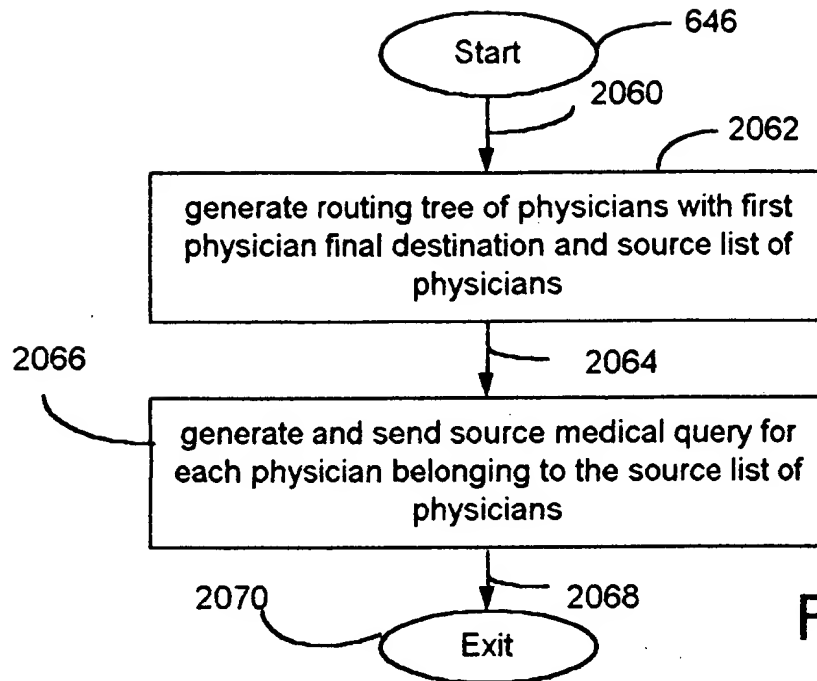 646
Start
2060
2062
generate routing tree of physicians with first
physician final destination and source list of
physicians
2064
2066
generate and send source medical query for
each physician belonging to the source list of
physicians
2068
2070
Exit